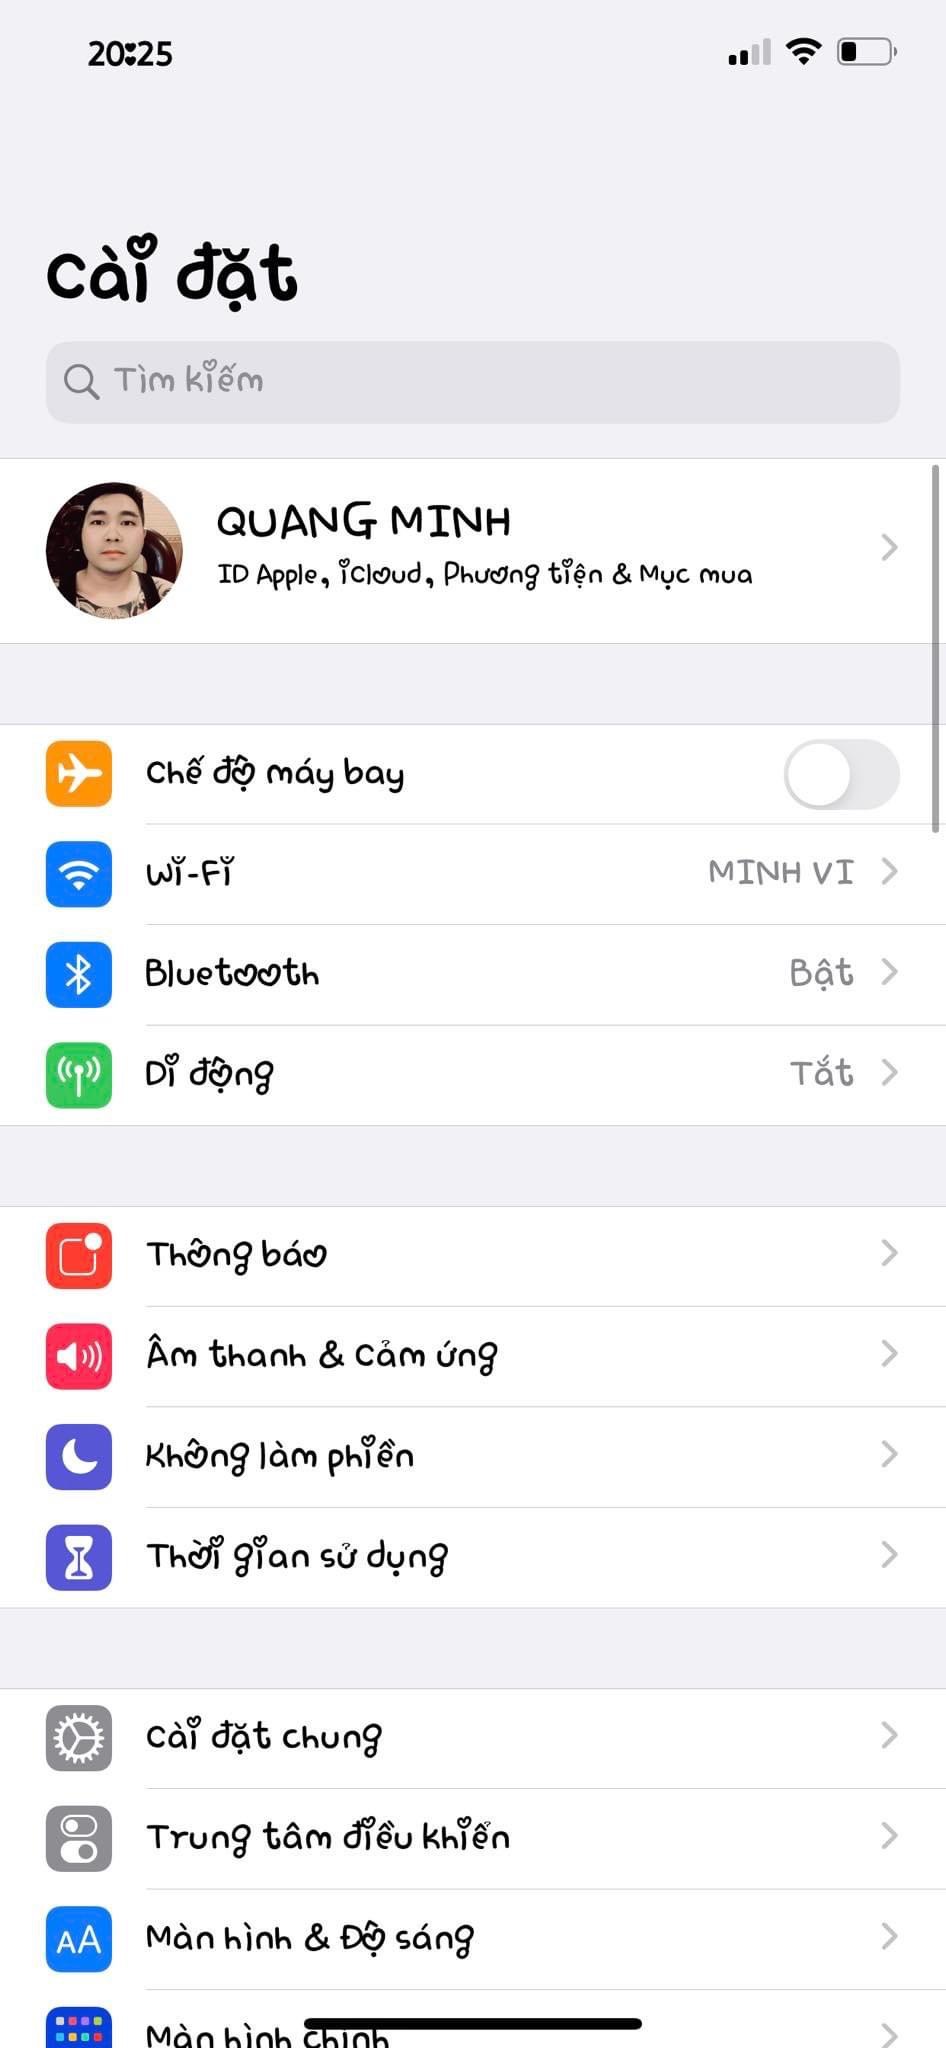 20:25
Cài đặt
Tìm kiếm
QUANG MINH
ID Apple, iCloud, Phương tiện & Mục mua
Chế độ máy bay
Wi-Fi
MINH VI
Bluetooth
Bật
Di động
Tắt
Thông báo
Âm thanh & Cảm ứng
Không làm phiền
Thời gian sử dụng
Cài đặt chung
Trung tâm điều khiển
AA
Màn hình & Độ sáng
Màn hình chính